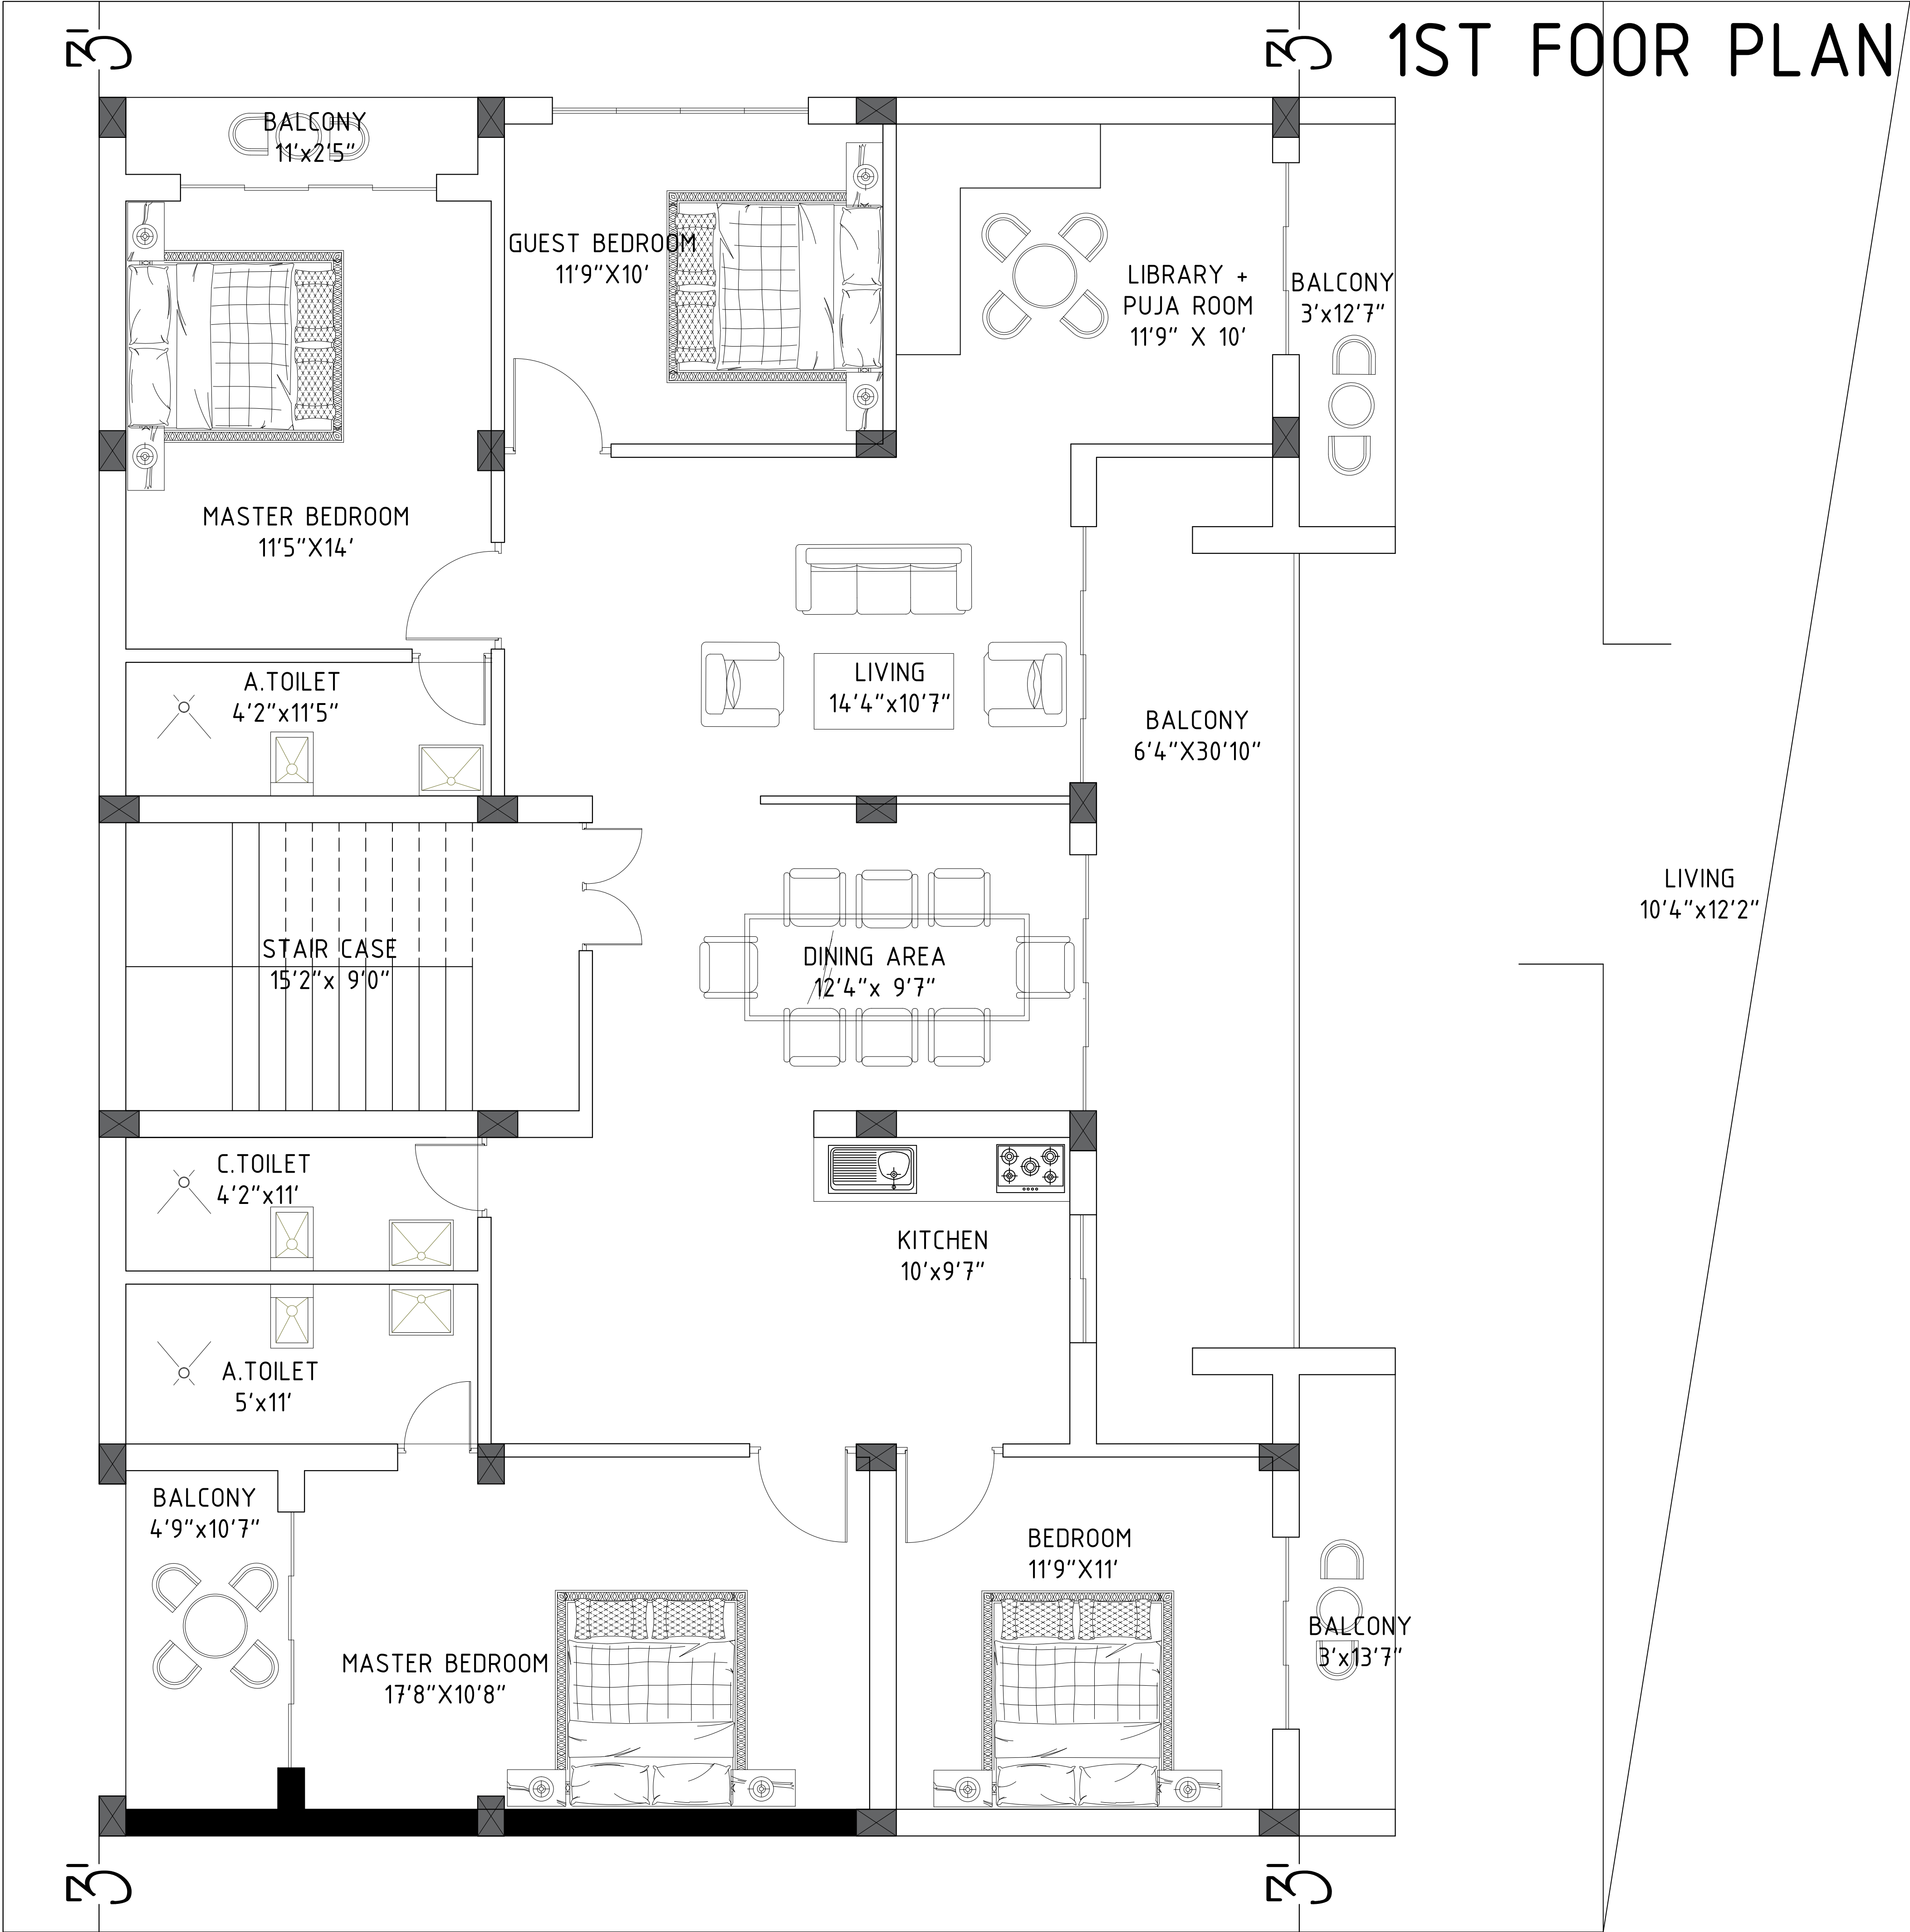 1ST FOOR PLAN
3'
3'
BALCONY
11'x2'5"
GUEST BEDROOM
11'9"X10'
LIBRARY +
PUJA ROOM
11'9" X 10'
BALCONY
3'x12'7"
MASTER BEDROOM
11'5"X14'
A.TOILET
4'2"x11'5"
LIVING
14'4"x10'7"
BALCONY
6'4"X30'10"
LIVING
10'4"x12'2"
STAIR CASE
15'2"x 9'0"
DINING AREA
12'4"x 9'7"
C.TOILET
4'2"x11'
KITCHEN
10'x9'7"
A.TOILET
5'x11'
BALCONY
4'9"x10'7"
BEDROOM
11'9"X11'
MASTER BEDROOM
17'8"X10'8"
BALCONY
3'x13'7"
3'
3'